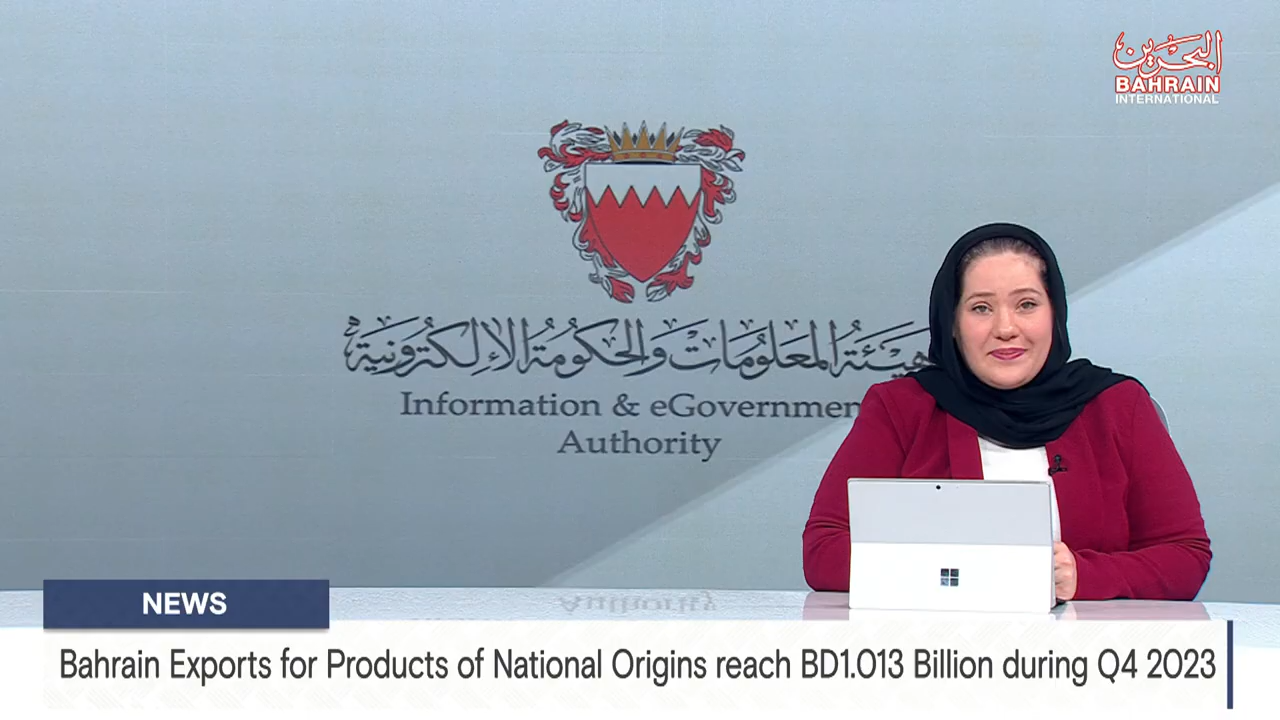 البحرين
BAHRAIN
INTERNATIONAL
هيئة المعلومات والحكومة الإلكترونية
Information & eGovernmen
Authority
NEWS
Bahrain Exports for Products of National Origins reach BD1.013 Billion during Q4 2023